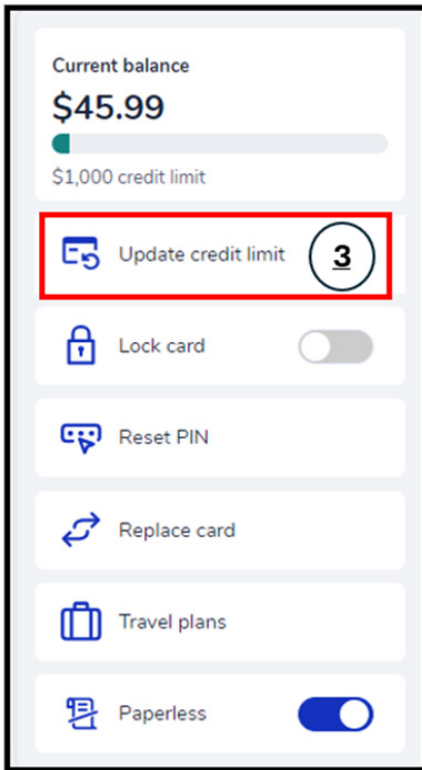 Current balance
$45.99
$1,000 credit limit
Update credit limit 3
Lock card
Reset PIN
Replace card
Travel plans
Paperless